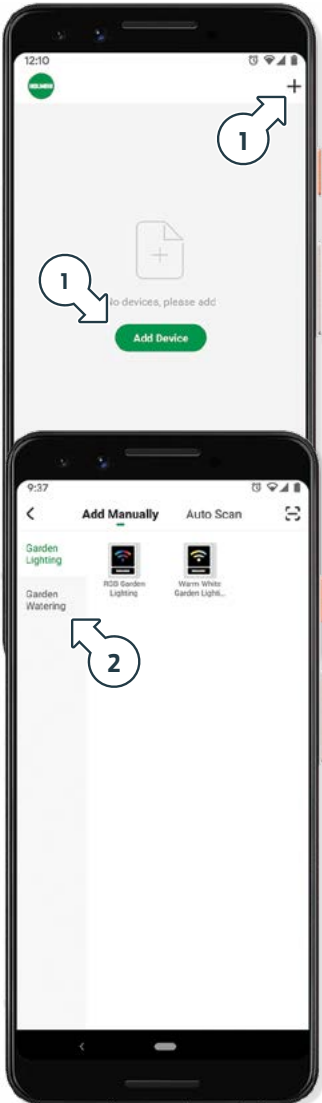 12:10
HOLMAN
1
1
No devices, please add
Add Device
9:37
Add Manually
Auto Scan
Garden
Lighting
RGB Garden
Lighting
Warm White
Garden Lighti...
Garden
Watering
2